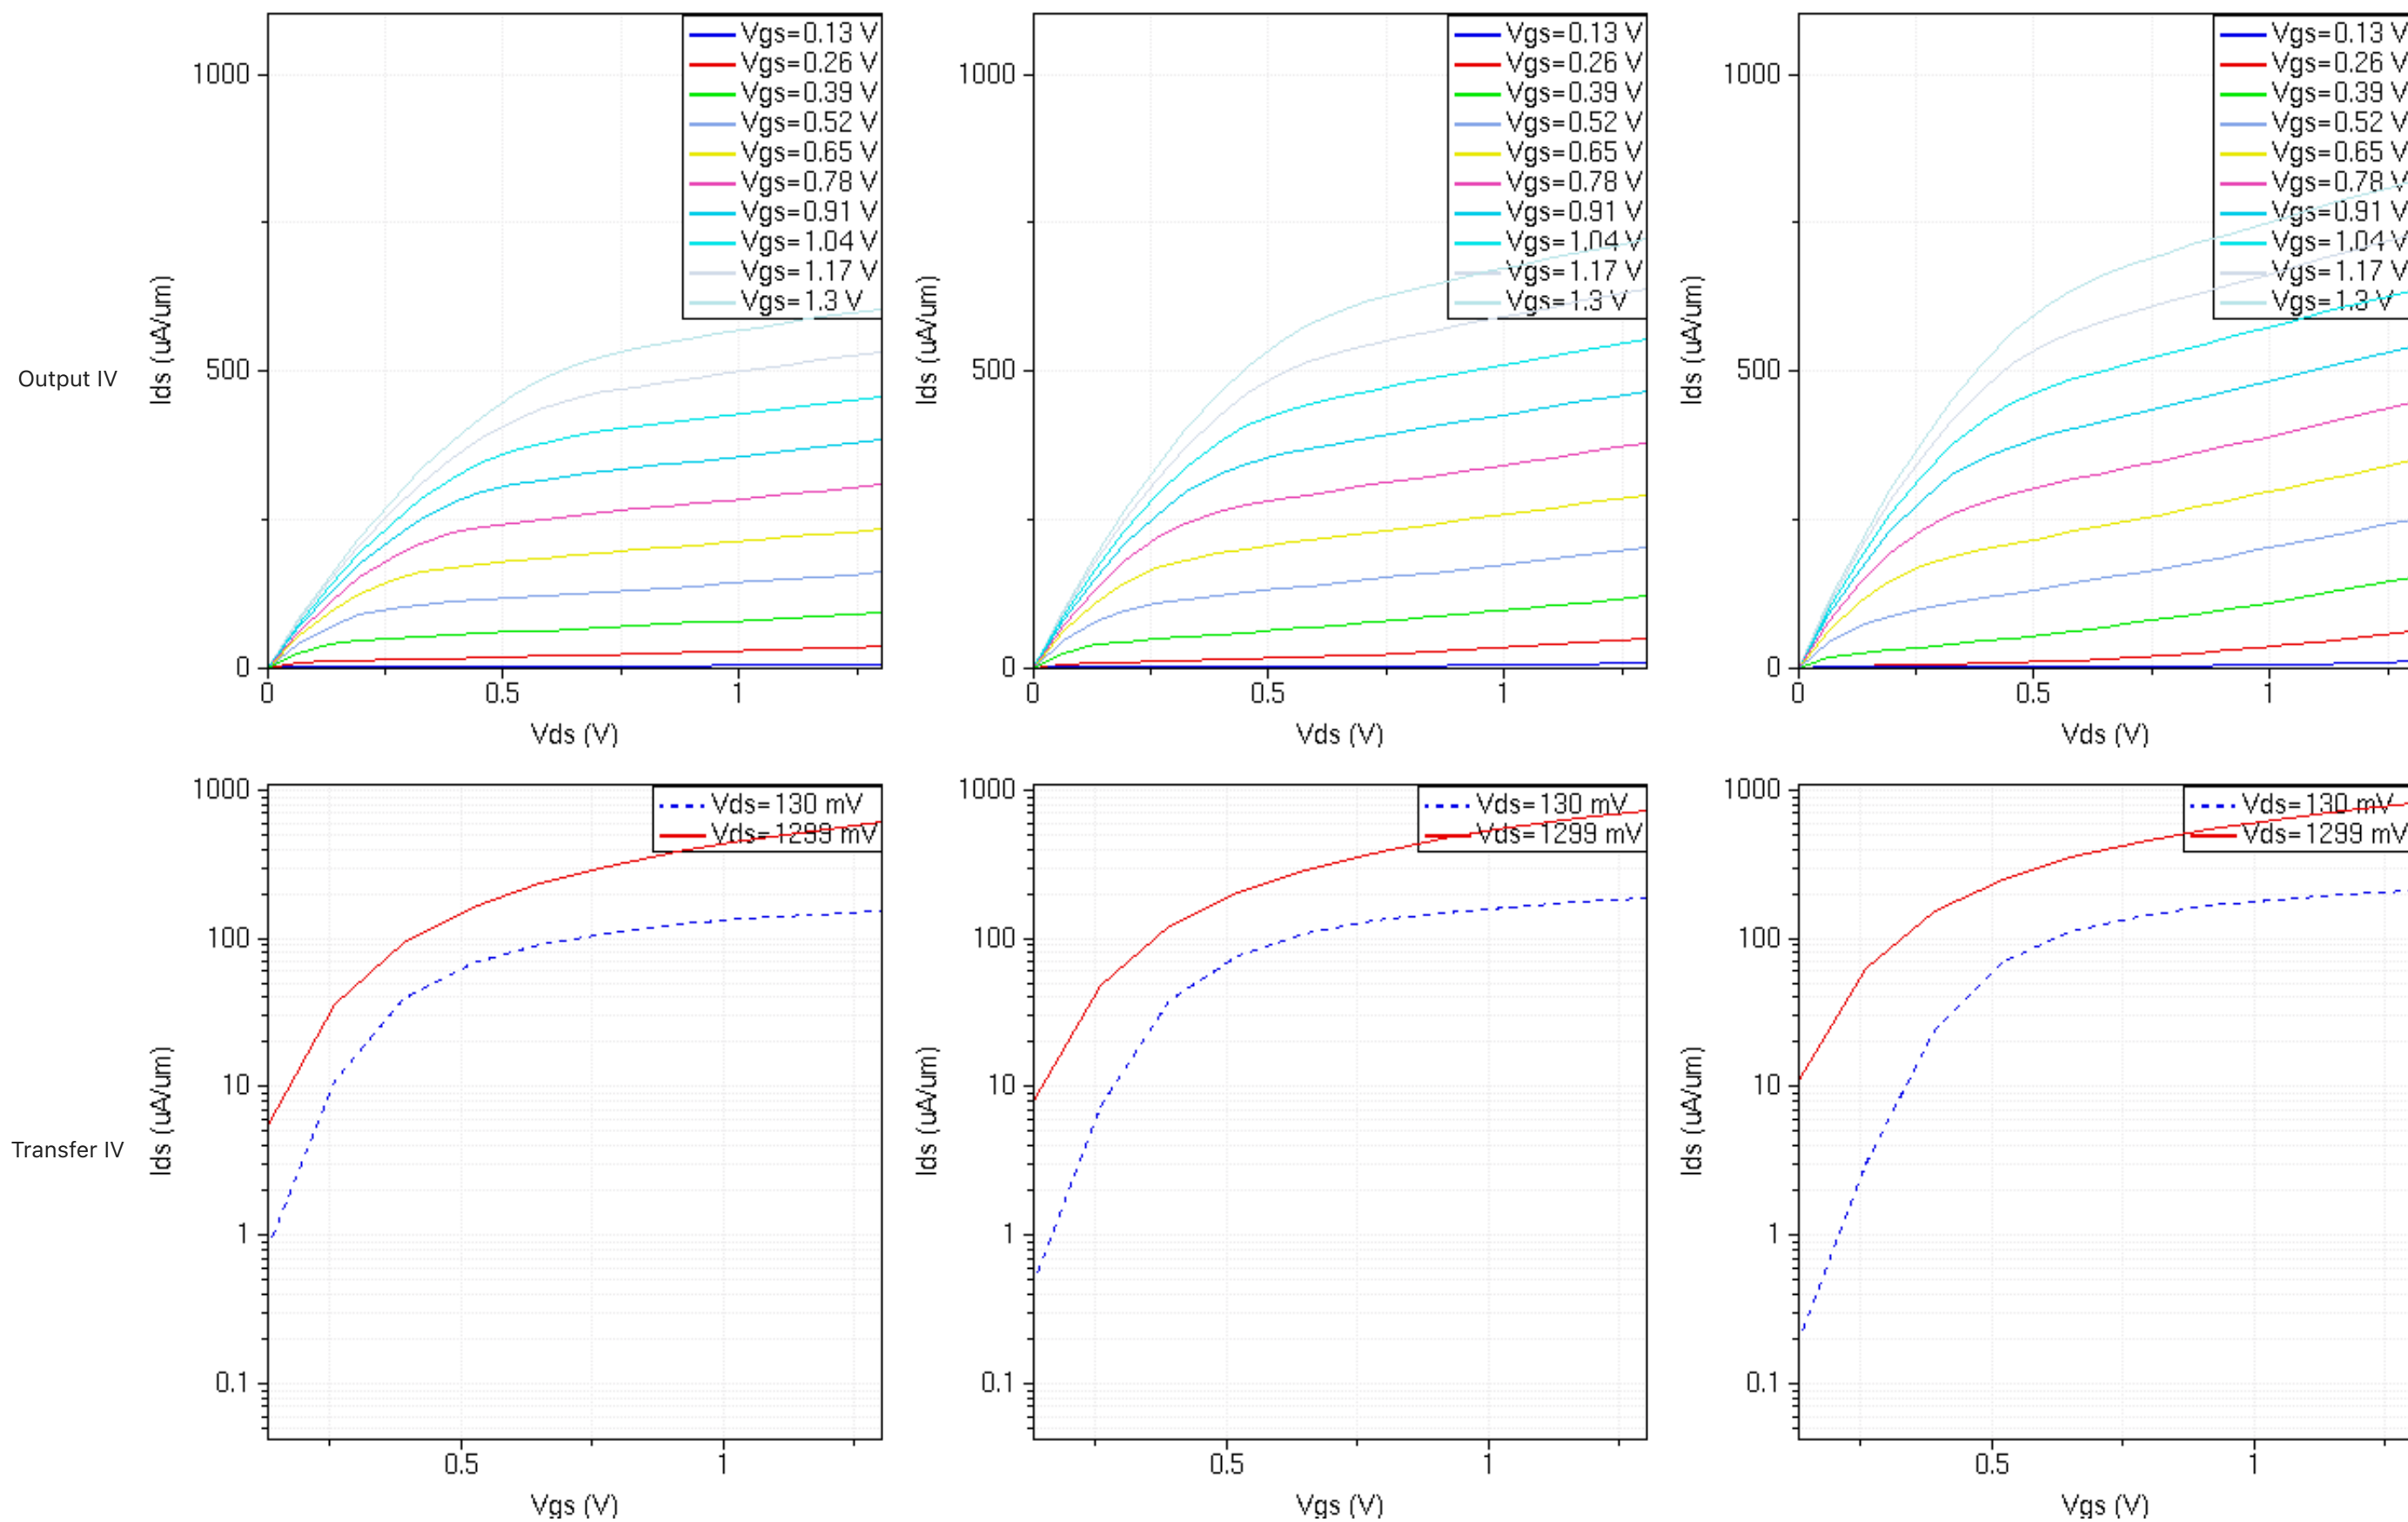 Output IV
Ids (uA/um)
1000
500
0
0
0.5
1
Vds (V)
Vgs=0.13 V
Vgs=0.26 V
Vgs=0.39 V
Vgs=0.52 V
Vgs=0.65 V
Vgs=0.78 V
Vgs=0.91 V
Vgs=1.04 V
Vgs=1.17 V
Vgs=1.3 V
Ids (uA/um)
1000
500
0
0
0.5
1
Vds (V)
Vgs=0.13 V
Vgs=0.26 V
Vgs=0.39 V
Vgs=0.52 V
Vgs=0.65 V
Vgs=0.78 V
Vgs=0.91 V
Vgs=1.04 V
Vgs=1.17 V
Vgs=1.3 V
Ids (uA/um)
1000
500
0
0
0.5
1
Vds (V)
Vgs=0.13 V
Vgs=0.26 V
Vgs=0.39 V
Vgs=0.52 V
Vgs=0.65 V
Vgs=0.78 V
Vgs=0.91 V
Vgs=1.04 V
Vgs=1.17 V
Vgs=1.3 V
Transfer IV
Ids (uA/um)
1000
100
10
1
0.1
0.5
1
Vgs (V)
Vds=130 mV
Vds=1299 mV
Ids (uA/um)
1000
100
10
1
0.1
0.5
1
Vgs (V)
Vds=130 mV
Vds=1299 mV
Ids (uA/um)
1000
100
10
1
0.1
0.5
1
Vgs (V)
Vds=130 mV
Vds=1299 mV